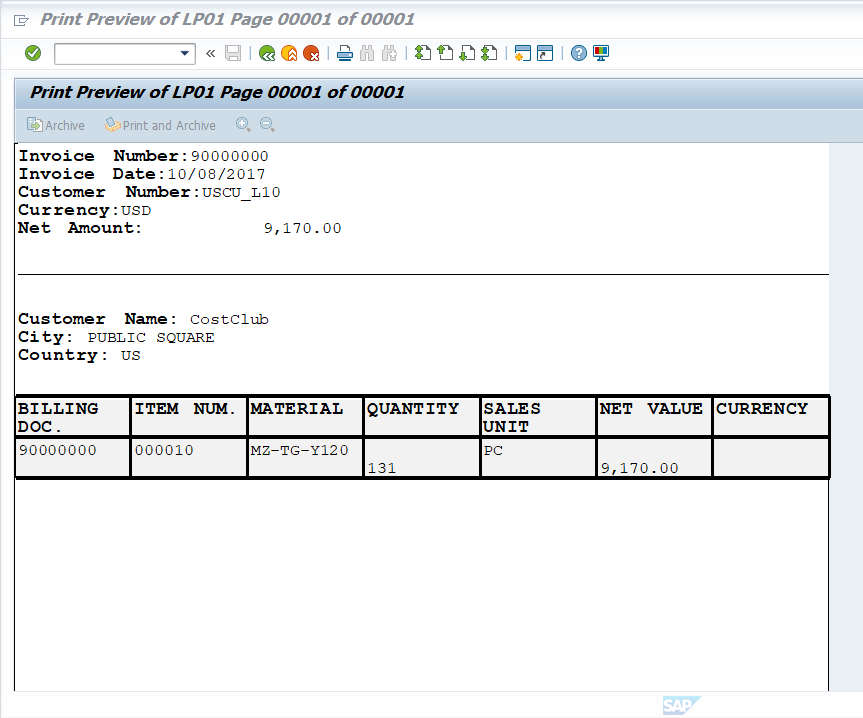 Print Preview of LP01 Page 00001 of 00001
Print Preview of LP01 Page 00001 of 00001
Archive Print and Archive
Invoice Number:90000000
Invoice Date:10/08/2017
Customer Number:USCU_L10
Currency:USD
Net Amount: 9,170.00
Customer Name: CostClub
City: PUBLIC SQUARE
Country: US
BILLING DOC. ITEM NUM. MATERIAL QUANTITY SALES UNIT NET VALUE CURRENCY
90000000 000010 MZ-TG-Y120 131 PC 9,170.00
SAP